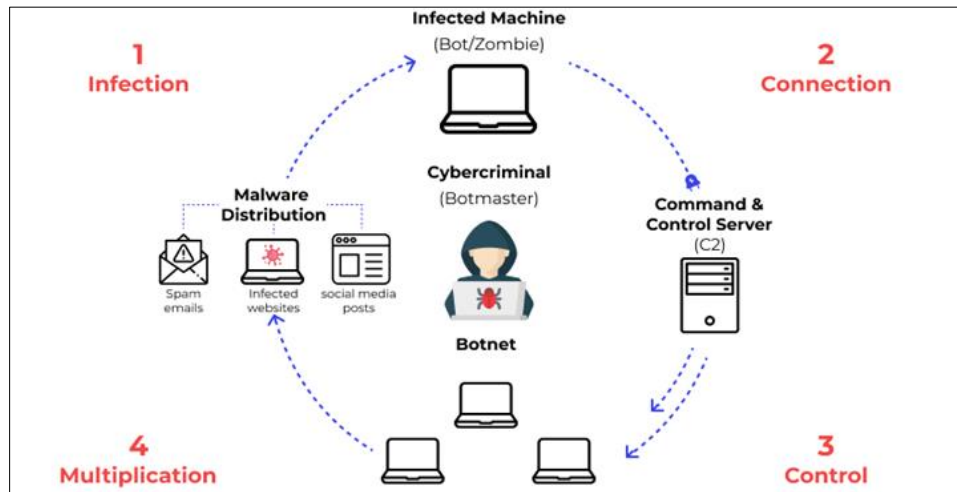 Infected Machine
(Bot/Zombie)
1
Infection
2
Connection
Cybercriminal
(Botmaster)
Malware
Distribution
Spam
emails
Infected
websites
social media
posts
Command &
Control Server
(C2)
Botnet
4
Multiplication
3
Control